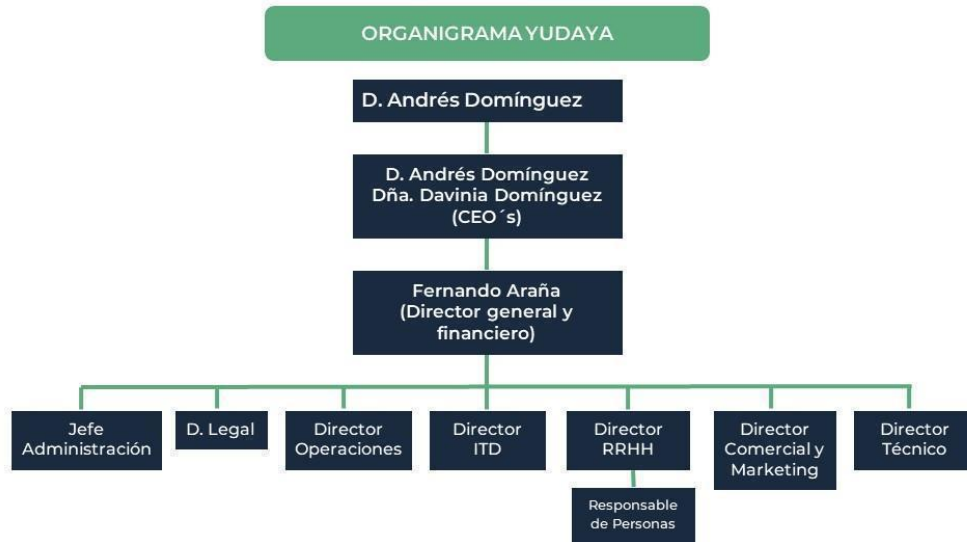 ORGANIGRAMA YUDAYA
D. Andrés Domínguez
D. Andrés Domínguez
Dña. Davinia Domínguez
(CEO´s)
Fernando Araña
(Director general y
financiero)
Jefe
Administración
D. Legal
Director
Operaciones
Director
ITD
Director
RRHH
Director
Comercial y
Marketing
Director
Técnico
Responsable
de Personas